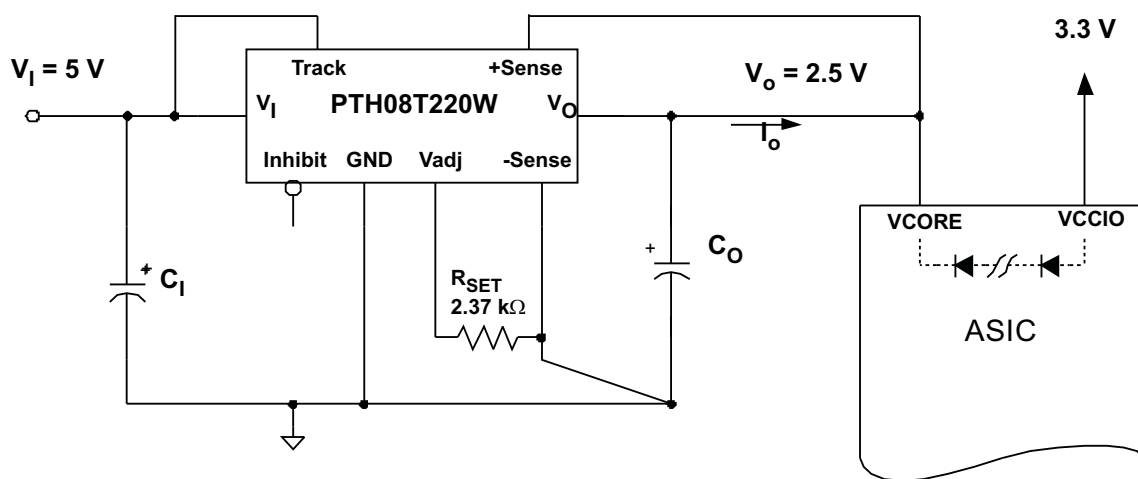 3.3 V
V_I = 5 V
Track
+Sense
V_o = 2.5 V
V_I
PTH08T220W
V_O
I_o
Inhibit
GND
Vadj
-Sense
VCORE
VCCIO
+
C_I
R_SET
2.37 kΩ
+
C_O
ASIC